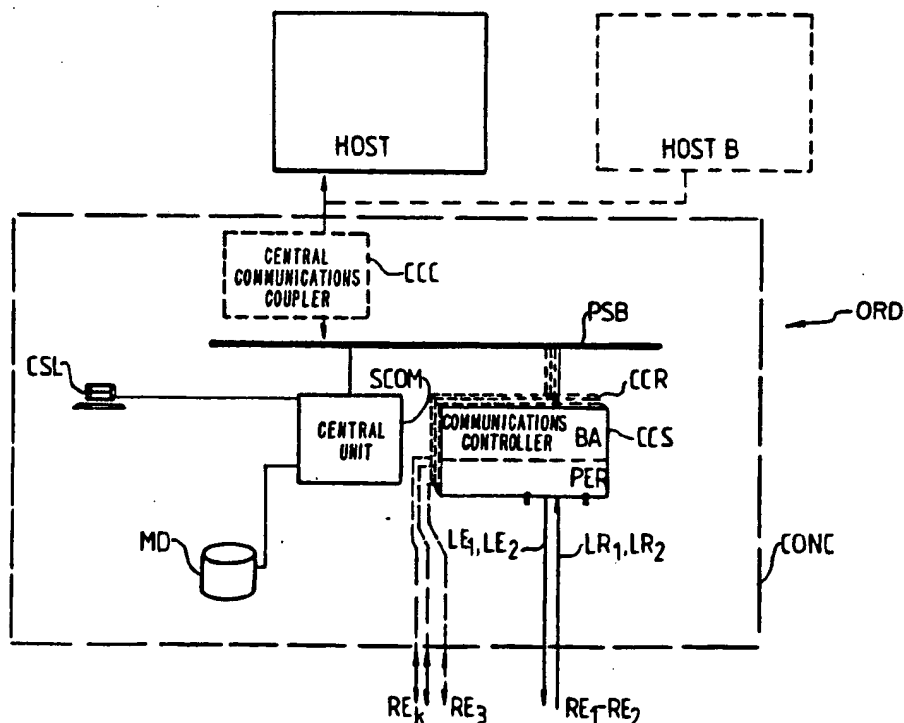 HOST
HOST B
CENTRAL
COMMUNICATIONS
COUPLER
CCC
ORD
PSB
CSL
SCOM
CCR
CENTRAL
UNIT
COMMUNICATIONS
CONTROLLER
BA
CCS
PER
MD
LE1,LE2
LR1,LR2
CONC
REK
RE3
RE1-RE2